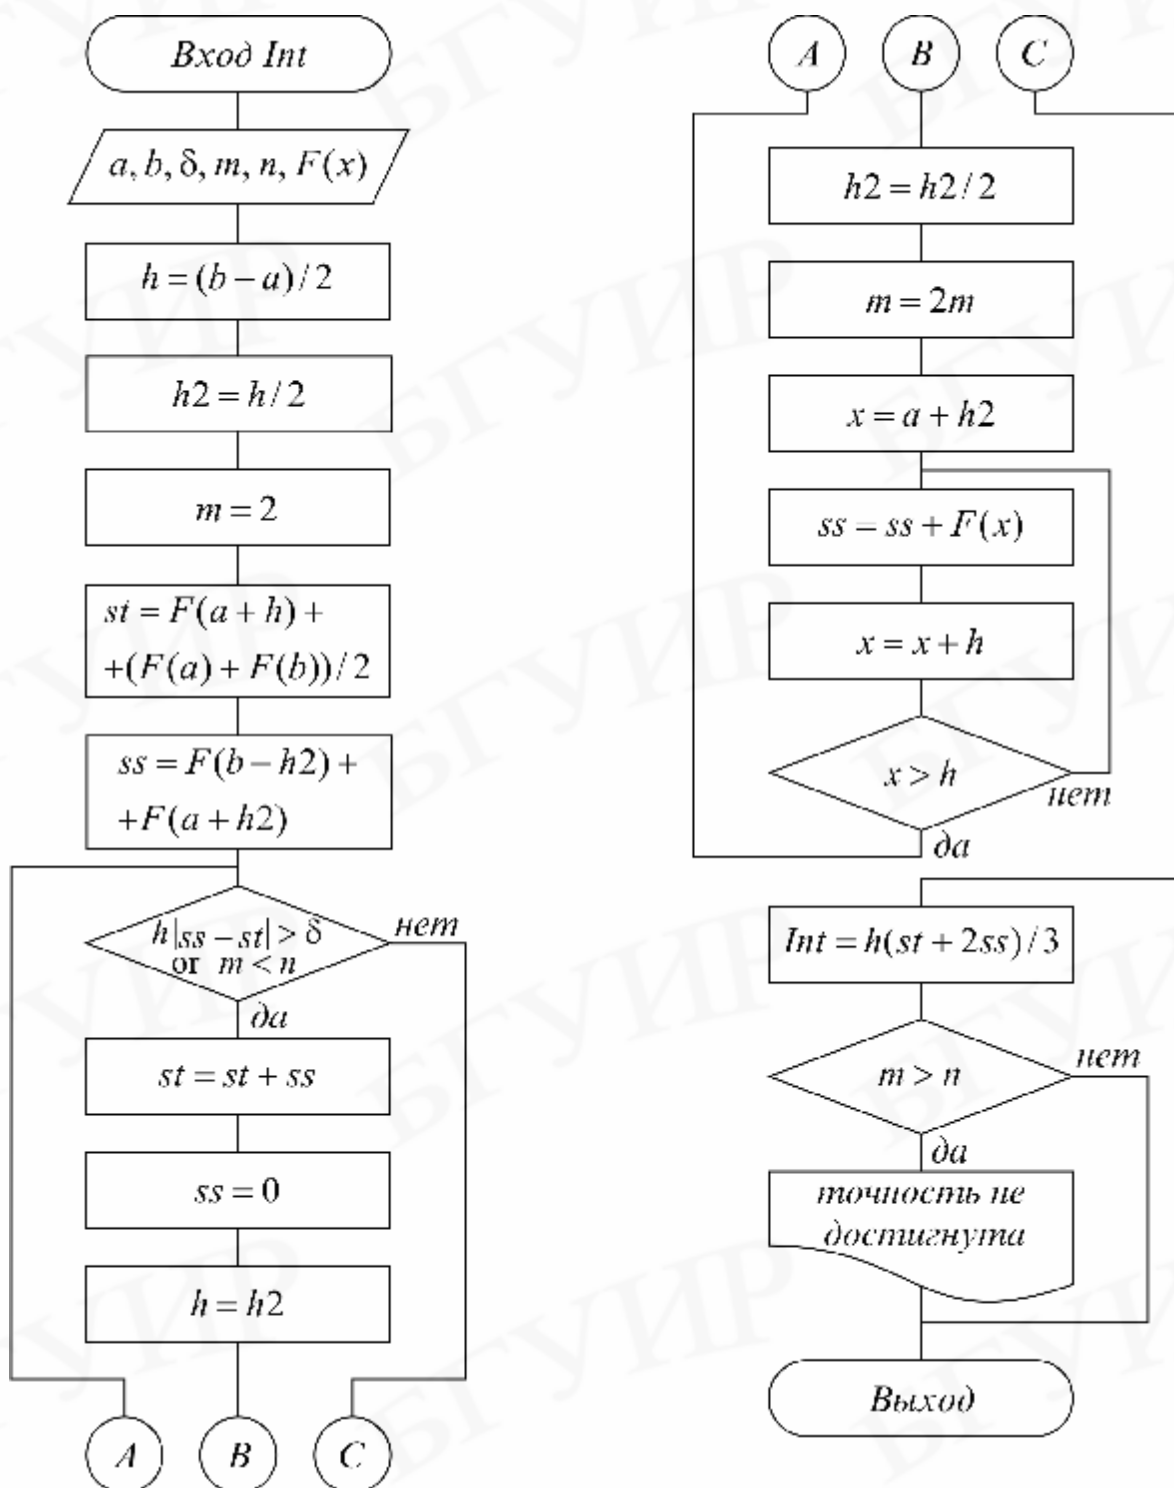 Вход Int
a, b, δ, m, n, F(x)
h = (b − a)/2
h2 = h/2
m = 2
st = F(a + h) +
+(F(a) + F(b))/2
ss = F(b − h2) +
+F(a + h2)
h|ss − st| > δ
or m < n
нет
да
st = st + ss
ss = 0
h = h2
A
B
C
A
B
C
h2 = h2/2
m = 2m
x = a + h2
ss = ss + F(x)
x = x + h
x > h
нет
да
Int = h(st + 2ss)/3
m > n
нет
да
точность не
достигнута
Выход
БГУИР